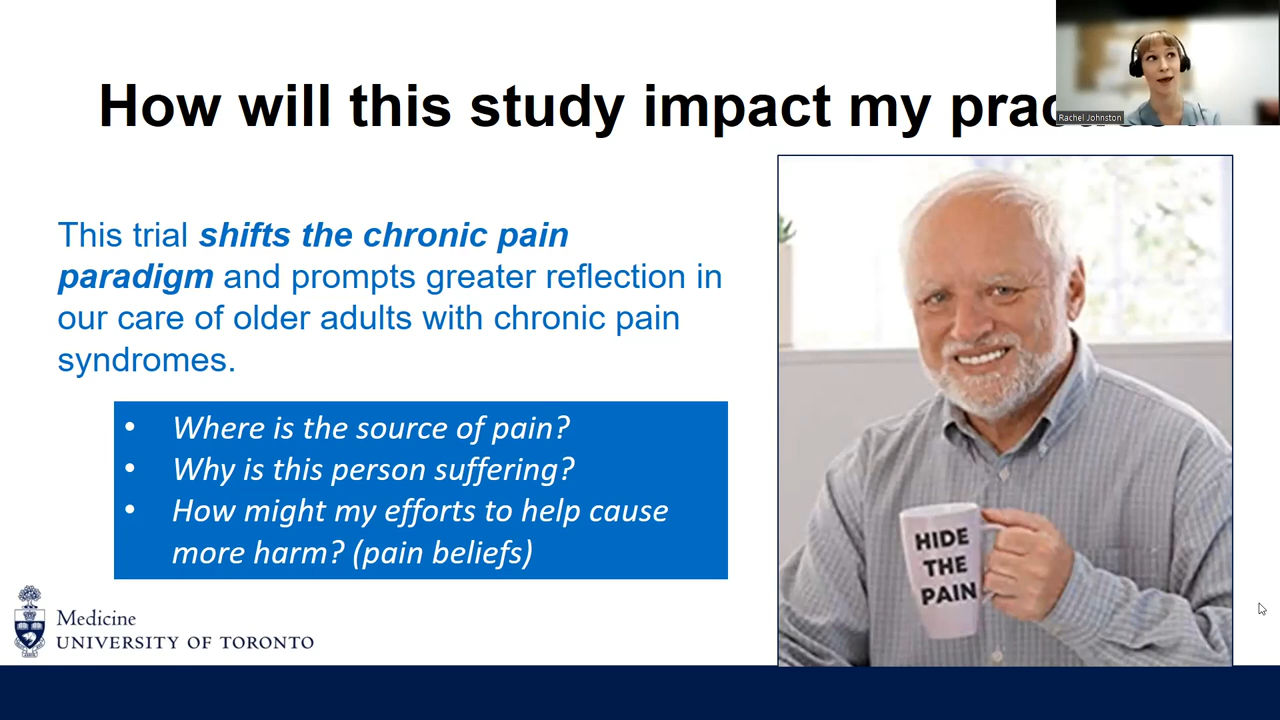 How will this study impact my
Rachel Johnston
This trial shifts the chronic pain
paradigm and prompts greater reflection in
our care of older adults with chronic pain
syndromes.
• Where is the source of pain?
• Why is this person suffering?
• How might my efforts to help cause
more harm? (pain beliefs)
HIDE
THE
PAIN
Medicine
UNIVERSITY OF TORONTO